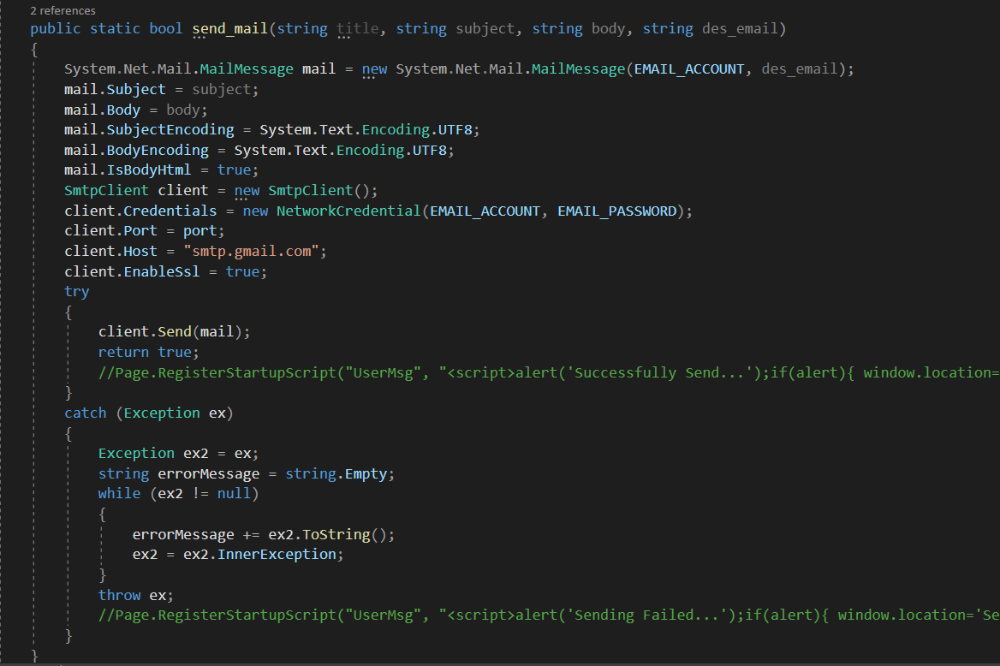 2 references
public static bool send_mail(string title, string subject, string body, string des_email)
{
System.Net.Mail.MailMessage mail = new System.Net.Mail.MailMessage(EMAIL_ACCOUNT, des_email);
mail.Subject = subject;
mail.Body = body;
mail.SubjectEncoding = System.Text.Encoding.UTF8;
mail.BodyEncoding = System.Text.Encoding.UTF8;
mail.IsBodyHtml = true;
SmtpClient client = new SmtpClient();
client.Credentials = new NetworkCredential(EMAIL_ACCOUNT, EMAIL_PASSWORD);
client.Port = port;
client.Host = "smtp.gmail.com";
client.EnableSsl = true;
try
{
client.Send(mail);
return true;
//Page.RegisterStartupScript("UserMsg", "<script>alert('Successfully Send...');if(alert){ window.location=
}
catch (Exception ex)
{
Exception ex2 = ex;
string errorMessage = string.Empty;
while (ex2 != null)
{
errorMessage += ex2.ToString();
ex2 = ex2.InnerException;
}
throw ex;
//Page.RegisterStartupScript("UserMsg", "<script>alert('Sending Failed...');if(alert){ window.location='Se
}
}